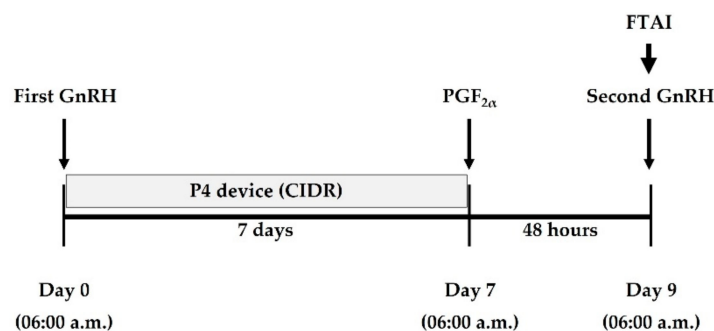 FTAI
First GnRH
PGF2α
Second GnRH
P4 device (CIDR)
7 days
48 hours
Day 0
Day 7
Day 9
(06:00 a.m.)
(06:00 a.m.)
(06:00 a.m.)